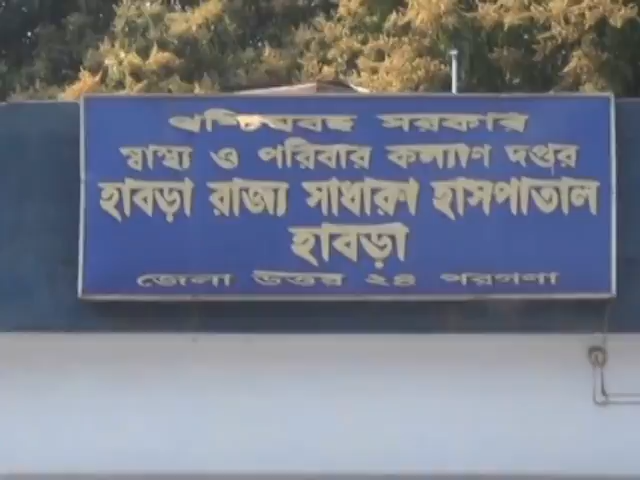 পশ্চিমবঙ্গ সরকার
স্বাস্থ্য ও পরিবার কল্যাণ দপ্তর
হাবড়া রাজ্য সাধারণ হাসপাতাল
হাবড়া
জেলা উত্তর ২৪ পরগণা